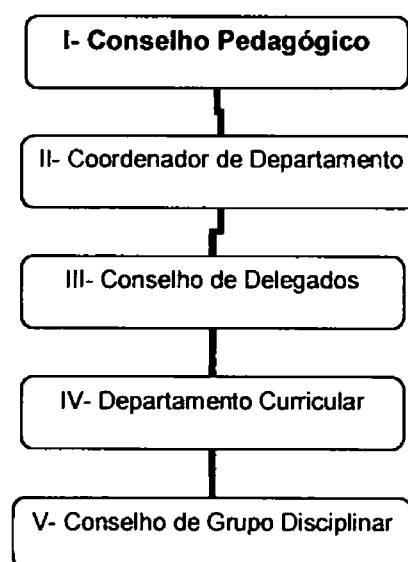 I- Conselho Pedagógico
II- Coordenador de Departamento
III- Conselho de Delegados
IV- Departamento Curricular
V- Conselho de Grupo Disciplinar